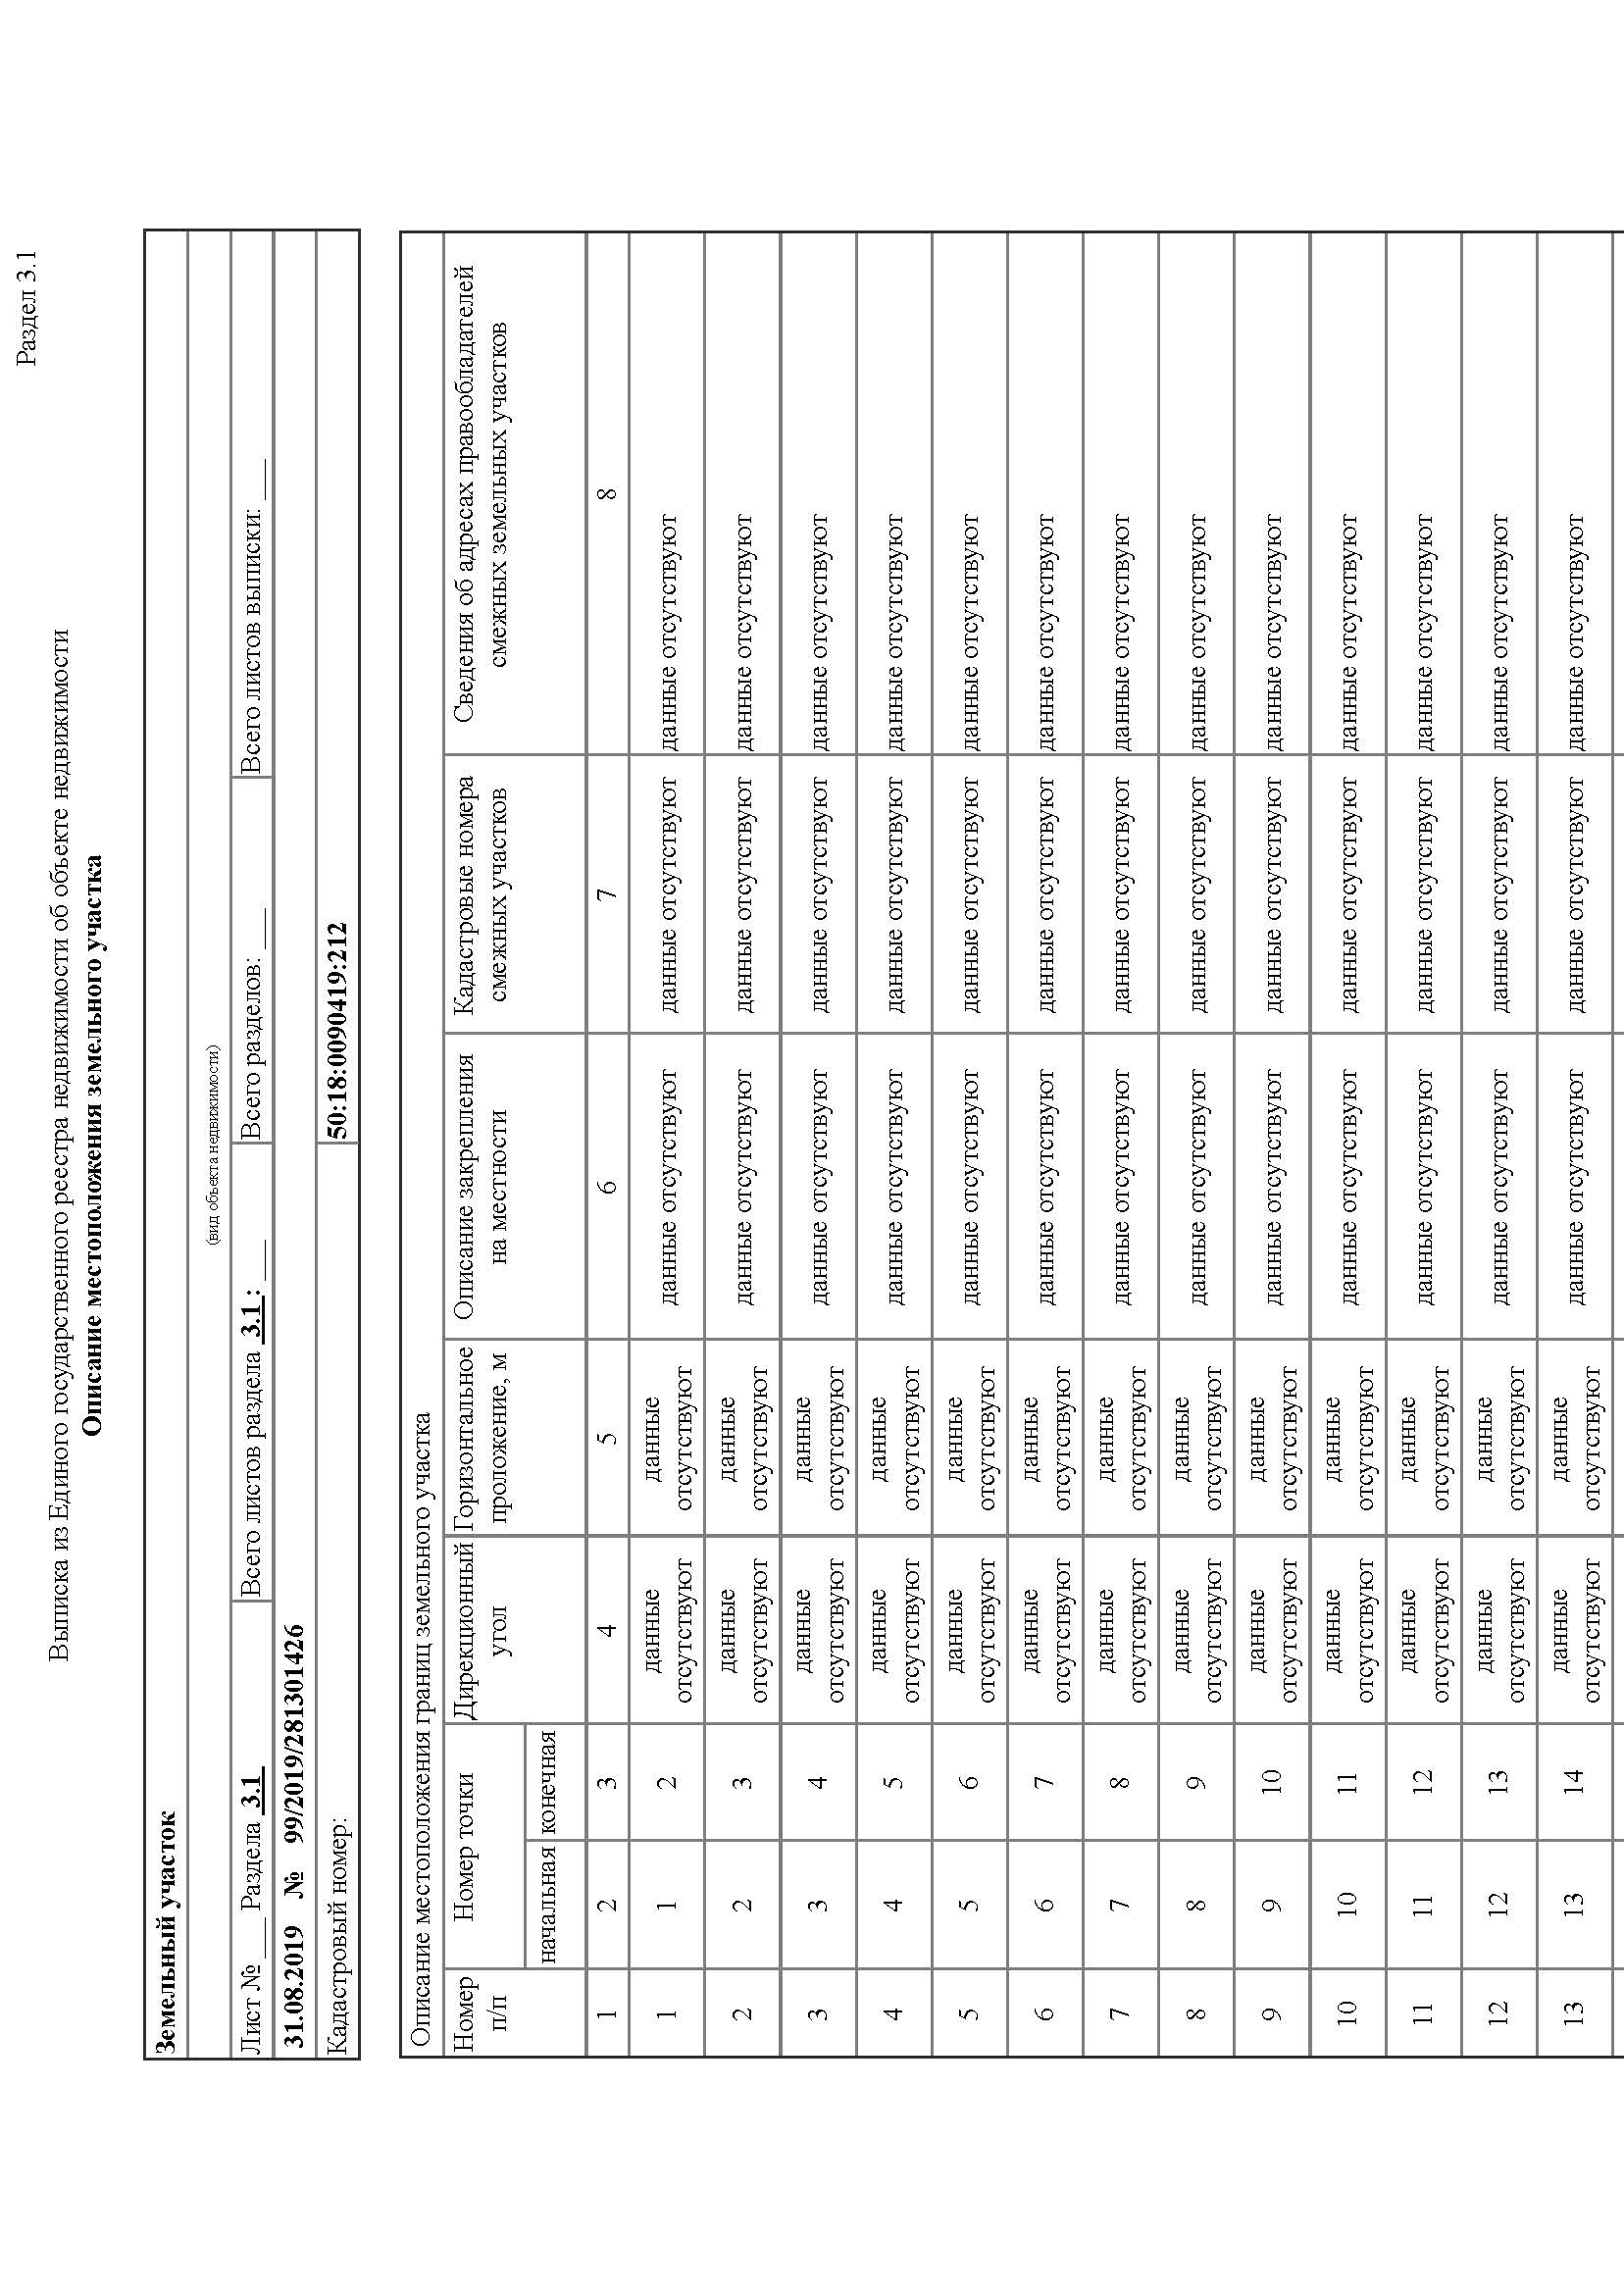 Раздел 3.1
Выписка из Единого государственного реестра недвижимости об объекте недвижимости
Описание местоположения земельного участка
Земельный участок
(вид объекта недвижимости)
Лист № ___ Раздела 3.1 Всего листов раздела 3.1 : ___ Всего разделов: ___ Всего листов выписки: ___
31.08.2019 № 99/2019/281301426
Кадастровый номер: 50:18:0090419:212
Описание местоположения границ земельного участка
Номер п/п Номер точки Дирекционный угол Горизонтальное проложение, м Описание закрепления на местности Кадастровые номера смежных участков Сведения об адресах правообладателей смежных земельных участков
начальная конечная
1 2 3 4 5 6 7 8
1 1 2 данные отсутствуют данные отсутствуют данные отсутствуют данные отсутствуют данные отсутствуют
2 2 3 данные отсутствуют данные отсутствуют данные отсутствуют данные отсутствуют данные отсутствуют
3 3 4 данные отсутствуют данные отсутствуют данные отсутствуют данные отсутствуют данные отсутствуют
4 4 5 данные отсутствуют данные отсутствуют данные отсутствуют данные отсутствуют данные отсутствуют
5 5 6 данные отсутствуют данные отсутствуют данные отсутствуют данные отсутствуют данные отсутствуют
6 6 7 данные отсутствуют данные отсутствуют данные отсутствуют данные отсутствуют данные отсутствуют
7 7 8 данные отсутствуют данные отсутствуют данные отсутствуют данные отсутствуют данные отсутствуют
8 8 9 данные отсутствуют данные отсутствуют данные отсутствуют данные отсутствуют данные отсутствуют
9 9 10 данные отсутствуют данные отсутствуют данные отсутствуют данные отсутствуют данные отсутствуют
10 10 11 данные отсутствуют данные отсутствуют данные отсутствуют данные отсутствуют данные отсутствуют
11 11 12 данные отсутствуют данные отсутствуют данные отсутствуют данные отсутствуют данные отсутствуют
12 12 13 данные отсутствуют данные отсутствуют данные отсутствуют данные отсутствуют данные отсутствуют
13 13 14 данные отсутствуют данные отсутствуют данные отсутствуют данные отсутствуют данные отсутствуют